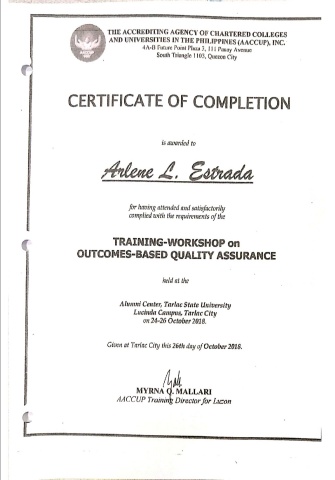 THE ACCREDITING AGENCY OF CHARTERED COLLEGES
AND UNIVERSITIES IN THE PHILIPPINES (AACCUP), INC.
4A-B Future Point Plaza 3, 111 Panay Avenue
South Triangle 1103, Quezon City
AACCUP
CERTIFICATE OF COMPLETION
is awarded to
Arlene L. Estrada
for having attended and satisfactorily
complied with the requirements of the
TRAINING-WORKSHOP on
OUTCOMES-BASED QUALITY ASSURANCE
held at the
Alumni Center, Tarlac State University
Lucinda Campus, Tarlac City
on 24-26 October 2018.
Given at Tarlac City this 26th day of October 2018.
MYRNA Q. MALLARI
AACCUP Training Director for Luzon